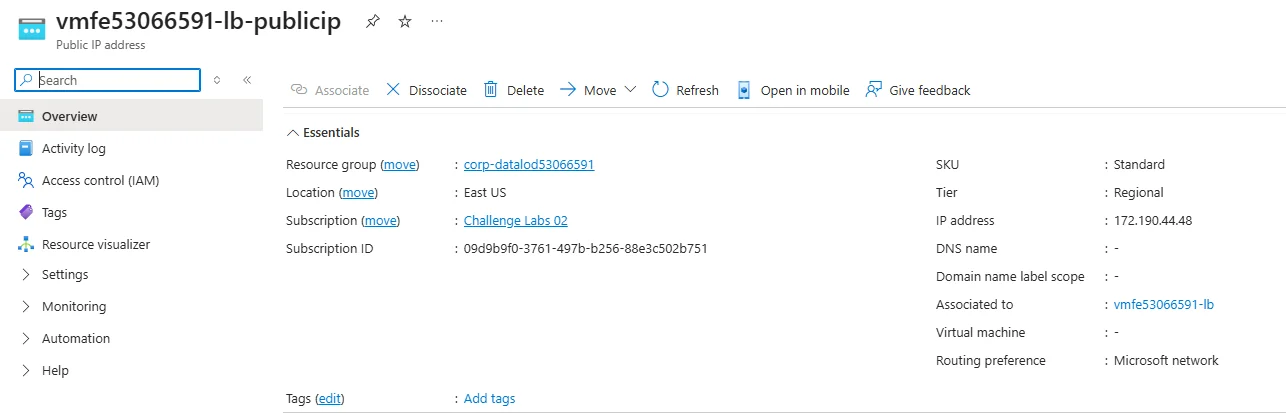 vmfe53066591-lb-publicip
Public IP address
Search
Overview
Activity log
Access control (IAM)
Tags
Resource visualizer
Settings
Monitoring
Automation
Help
Associate Dissociate Delete Move Refresh Open in mobile Give feedback
Essentials
Resource group (move) : corp-datalod53066591
Location (move) : East US
Subscription (move) : Challenge Labs 02
Subscription ID : 09d9b9f0-3761-497b-b256-88e3c502b751
SKU : Standard
Tier : Regional
IP address : 172.190.44.48
DNS name : -
Domain name label scope : -
Associated to : vmfe53066591-lb
Virtual machine : -
Routing preference : Microsoft network
Tags (edit) : Add tags